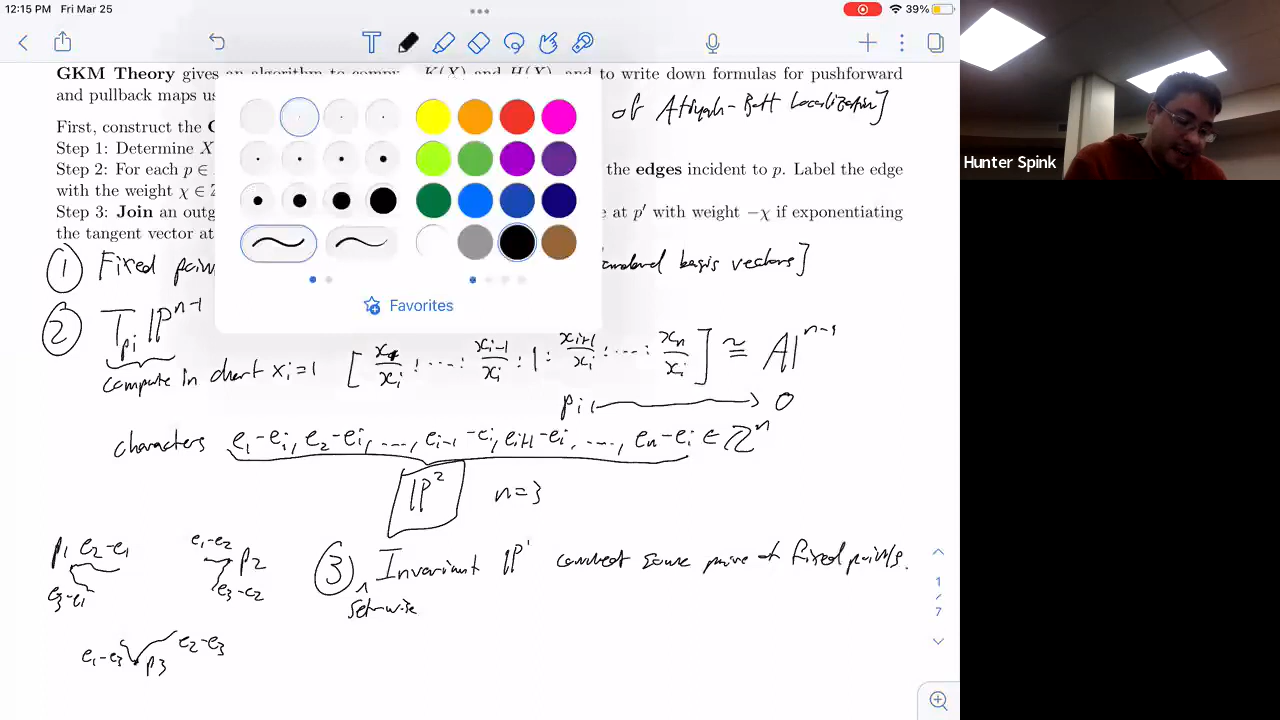 12:15 PM Fri Mar 25
39%
GKM Theory gives an algorithm to compu K(X) and H(X), and to write down formulas for pushforward
and pullback maps us
of Atiyah-Bott Localization]
First, construct the
Step 1: Determine X
Step 2: For each p ∈ the edges incident to p. Label the edge
with the weight χ ∈ Z
Step 3: Join an outg e at p′ with weight −χ if exponentiating
the tangent vector at
① Fixed poin standard basis vectors]
② T_{p_i} ℙ^{n-1}
compute in chart x_i=1 [x_1/x_i : ... : x_{i-1}/x_i : 1 : x_{i+1}/x_i : ... : x_n/x_i] ≅ 𝔸^{n-1}
p_i ⟼ 0
characters e_1-e_i, e_2-e_i, ..., e_{i-1}-e_i, e_{i+1}-e_i, ..., e_n-e_i ∈ ℤ^n
ℙ^2 n=3
p_1 e_2-e_1
e_3-e_1
e_1-e_2 p_2
e_3-e_2
③ Invariant ℙ^1 connect some pairs of fixed points.
set-wise
e_1-e_3 p_3 e_2-e_3
Favorites
1
/
7
Hunter Spink